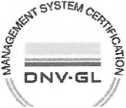 MANAGEMENT SYSTEM CERTIFICATION
DNV·GL